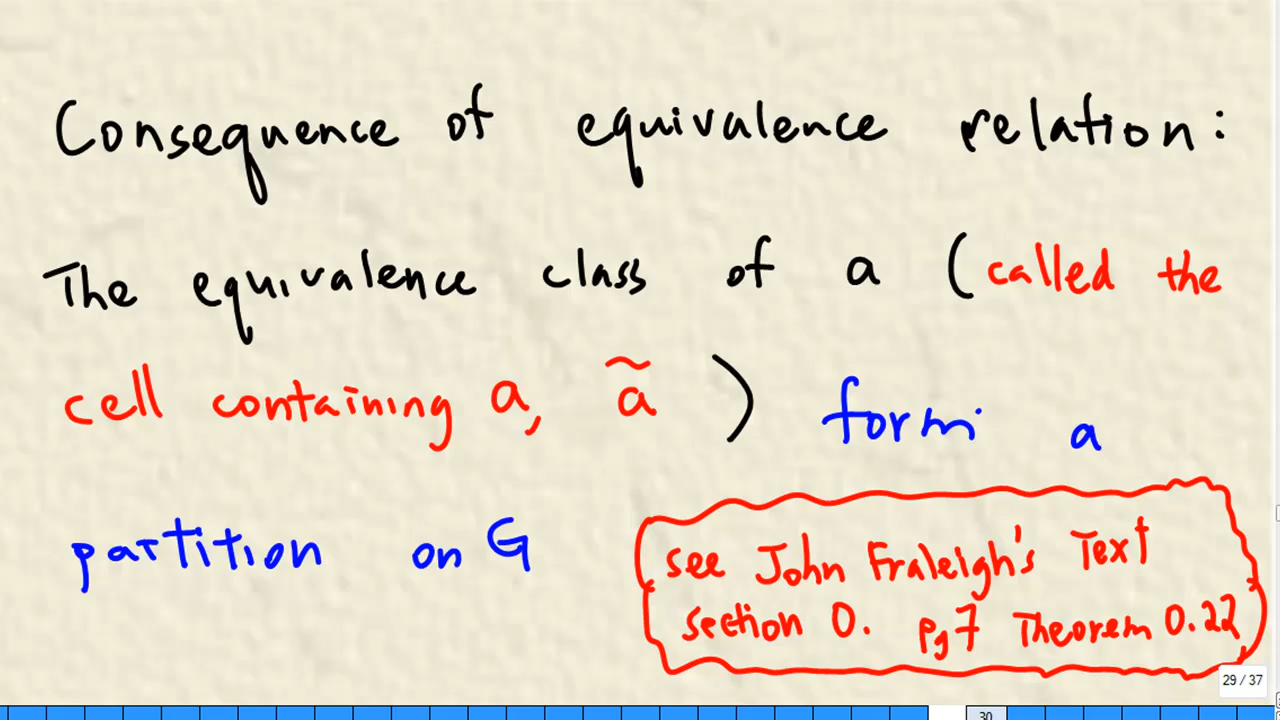 Consequence of equivalence relation:
The equivalence class of a (called the
cell containing a, ã) form a
partition on G
see John Fraleigh's Text
section 0. pg 7 Theorem 0.22
29 / 37
30